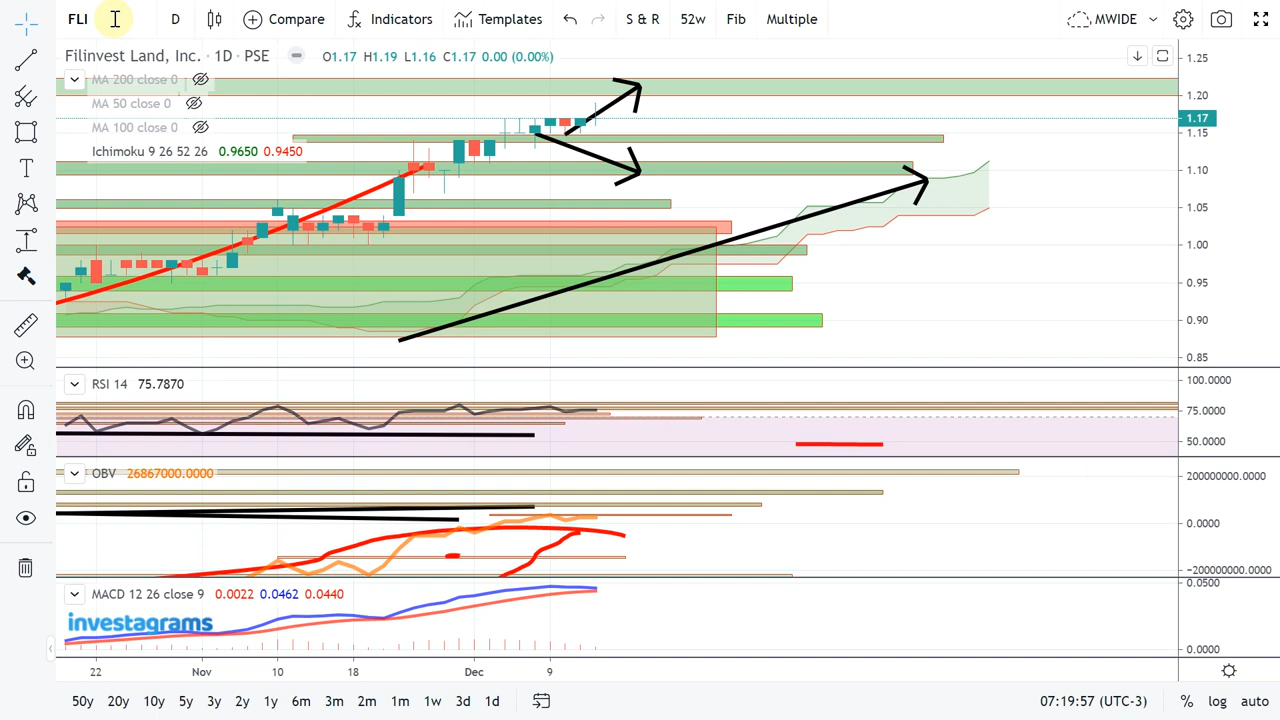 FLI D Compare Indicators Templates S & R 52w Fib Multiple MWIDE
Filinvest Land, Inc. · 1D · PSE O1.17 H1.19 L1.16 C1.17 0.00 (0.00%)
MA 200 close 0
MA 50 close 0
MA 100 close 0
Ichimoku 9 26 52 26 0.9650 0.9450
1.25
1.20
1.17
1.15
1.10
1.05
1.00
0.95
0.90
0.85
RSI 14 75.7870
100.0000
75.0000
50.0000
OBV 26867000.0000
200000000.0000
0.0000
−200000000.0000
MACD 12 26 close 9 0.0022 0.0462 0.0440
0.0500
0.0000
investagrams
22 Nov 10 18 Dec 9
50y 20y 10y 5y 3y 2y 1y 6m 3m 2m 1m 1w 3d 1d 07:19:57 (UTC-3) % log auto